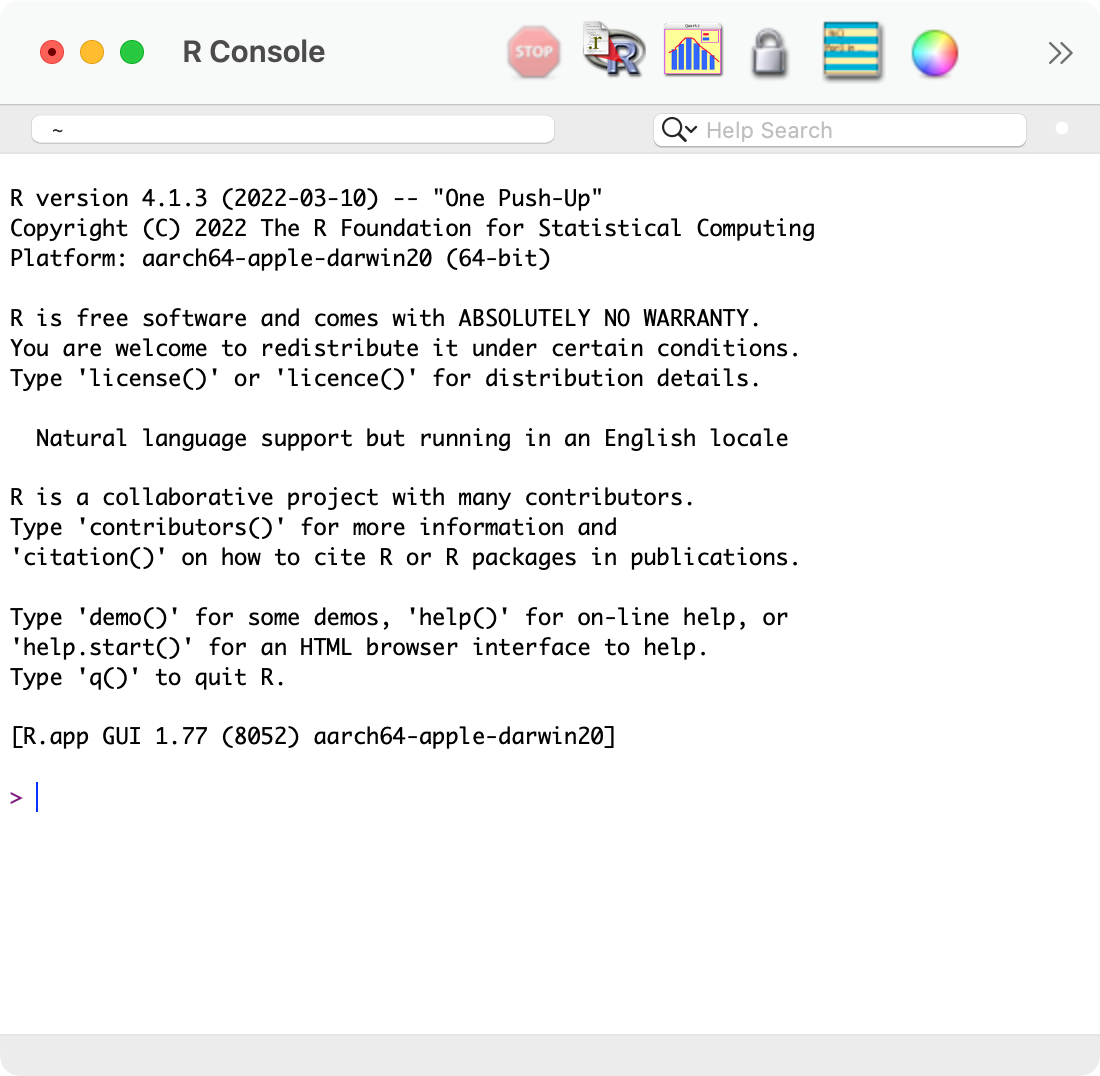 R Console
STOP
~
Help Search
R version 4.1.3 (2022-03-10) -- "One Push-Up"
Copyright (C) 2022 The R Foundation for Statistical Computing
Platform: aarch64-apple-darwin20 (64-bit)
R is free software and comes with ABSOLUTELY NO WARRANTY.
You are welcome to redistribute it under certain conditions.
Type 'license()' or 'licence()' for distribution details.
Natural language support but running in an English locale
R is a collaborative project with many contributors.
Type 'contributors()' for more information and
'citation()' on how to cite R or R packages in publications.
Type 'demo()' for some demos, 'help()' for on-line help, or
'help.start()' for an HTML browser interface to help.
Type 'q()' to quit R.
[R.app GUI 1.77 (8052) aarch64-apple-darwin20]
>